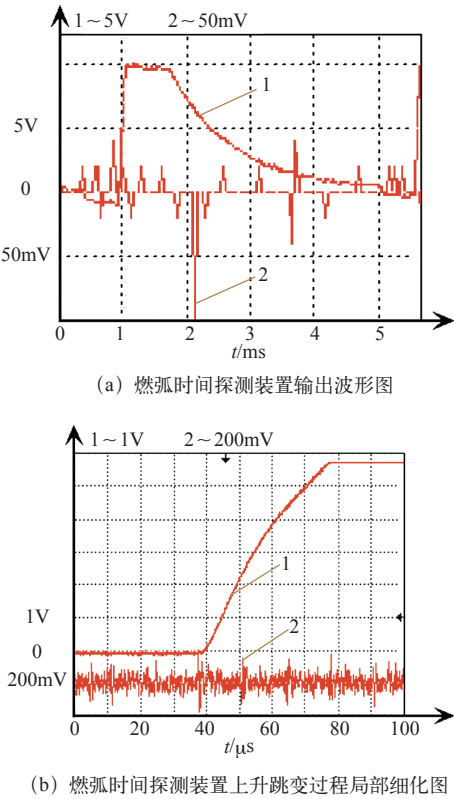 1～5V 2～50mV
1
5V
0
50mV
2
0 1 2 3 4 5
t/ms
(a) 燃弧时间探测装置输出波形图
1～1V 2～200mV
1
1V
2
0
200mV
0 20 40 60 80 100
t/μs
(b) 燃弧时间探测装置上升跳变过程局部细化图